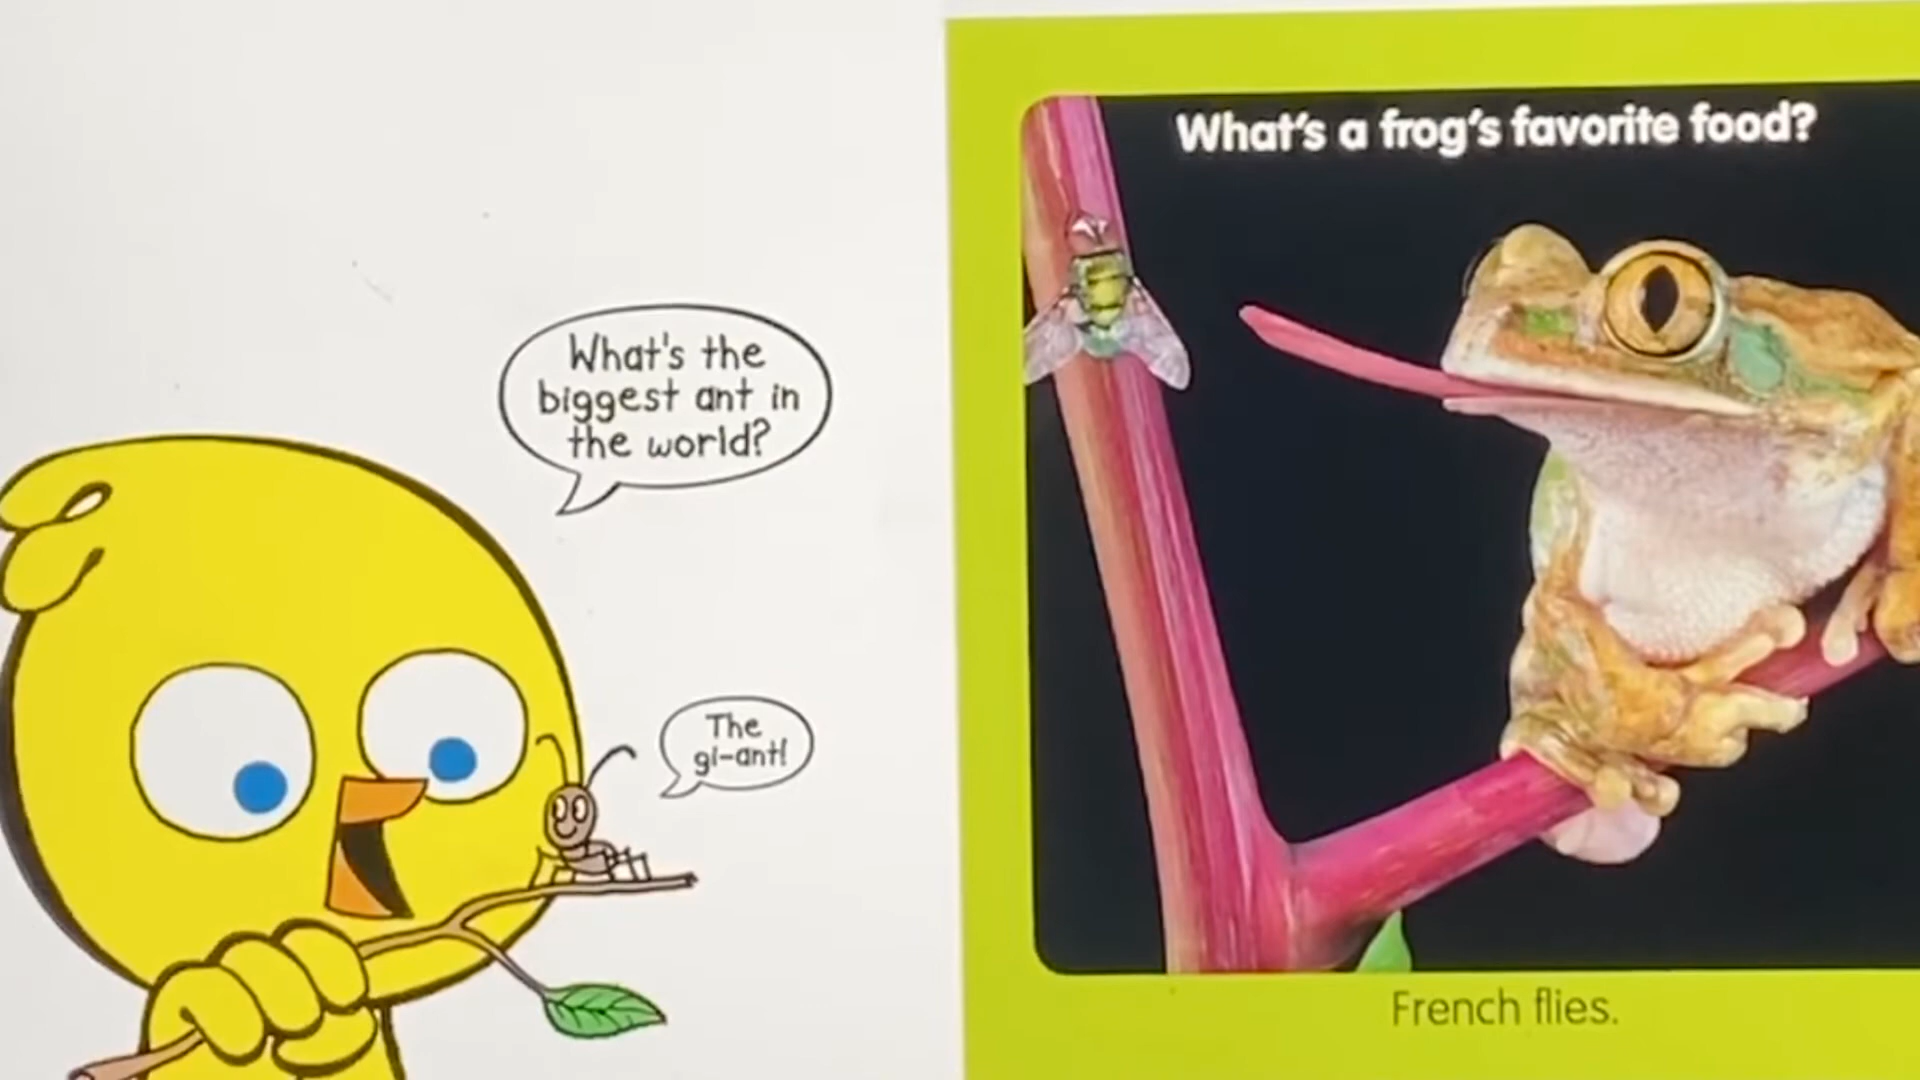 What's the
biggest ant in
the world?
The
gi-ant!
What's a frog's favorite food?
French flies.